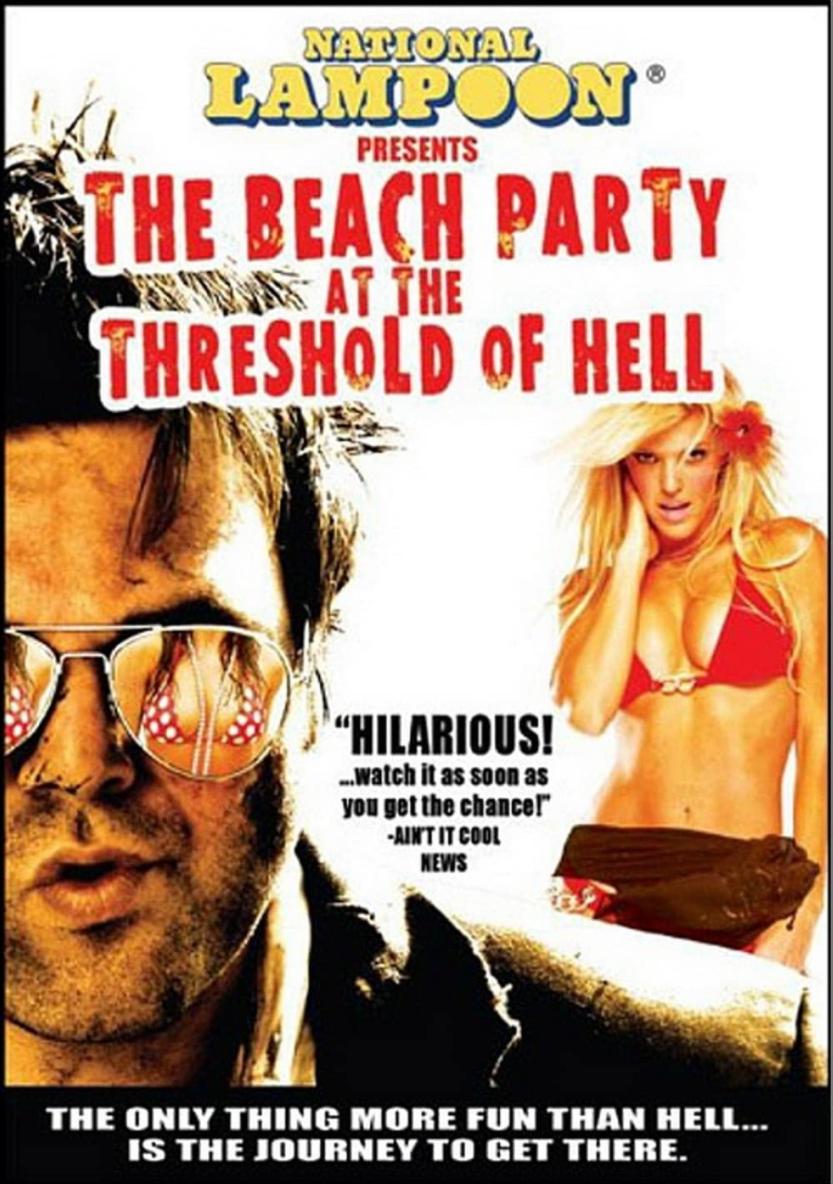 NATIONAL
LAMPOON®
PRESENTS
THE BEACH PARTY
AT THE
THRESHOLD OF HELL
"HILARIOUS!
...watch it as soon as
you get the chance!"
-AIN'T IT COOL
NEWS
THE ONLY THING MORE FUN THAN HELL...
IS THE JOURNEY TO GET THERE.